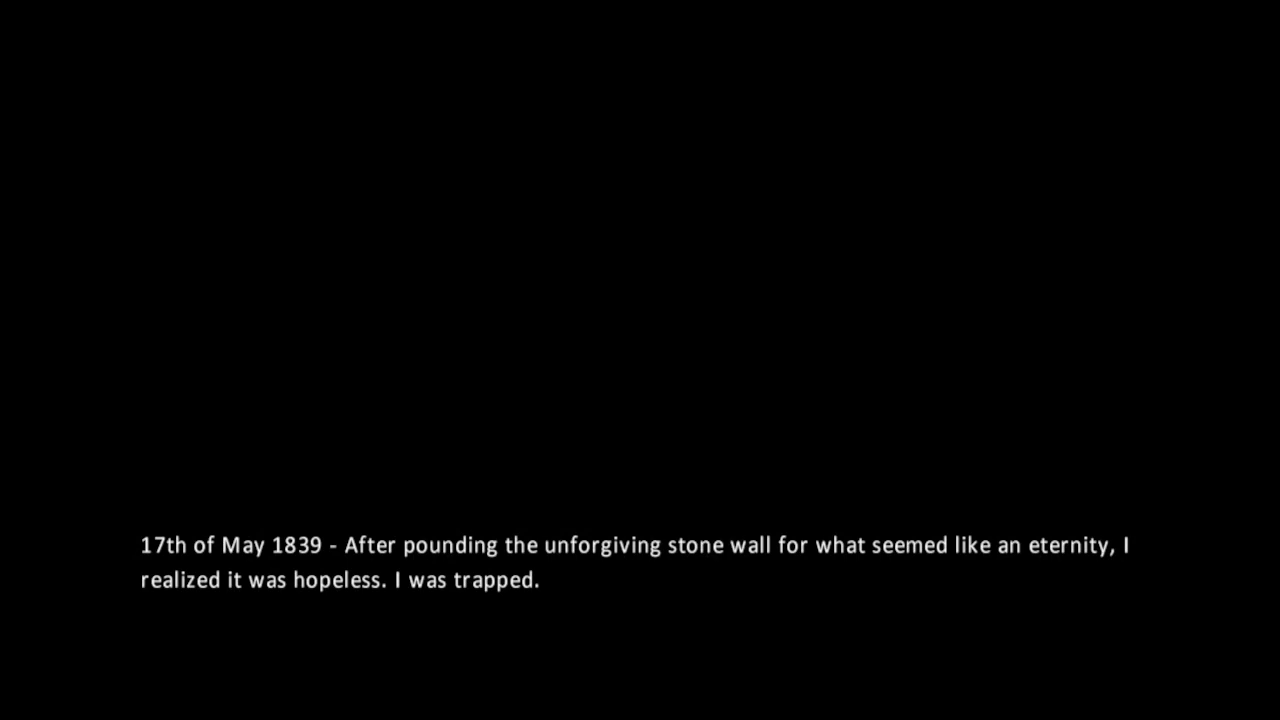 17th of May 1839 - After pounding the unforgiving stone wall for what seemed like an eternity, I
realized it was hopeless. I was trapped.